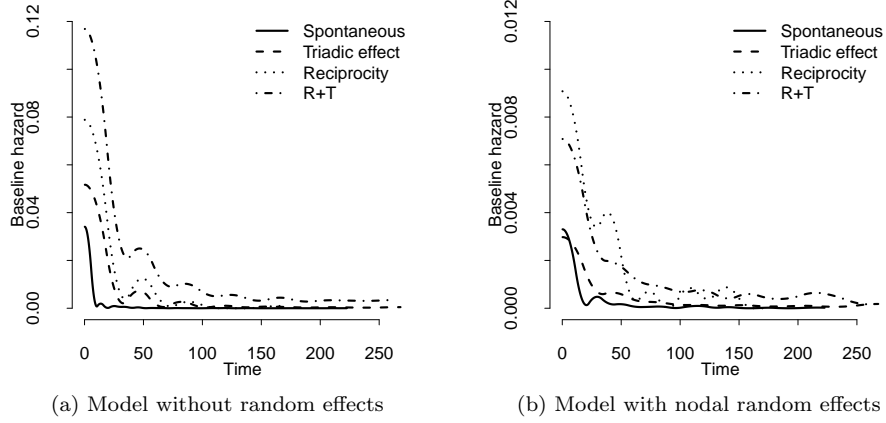 0.00 0.04 0.08 0.12
Baseline hazard
Spontaneous
Triadic effect
Reciprocity
R+T
0 50 100 150 200 250
Time
(a) Model without random effects
0.000 0.004 0.008 0.012
Baseline hazard
Spontaneous
Triadic effect
Reciprocity
R+T
0 50 100 150 200 250
Time
(b) Model with nodal random effects